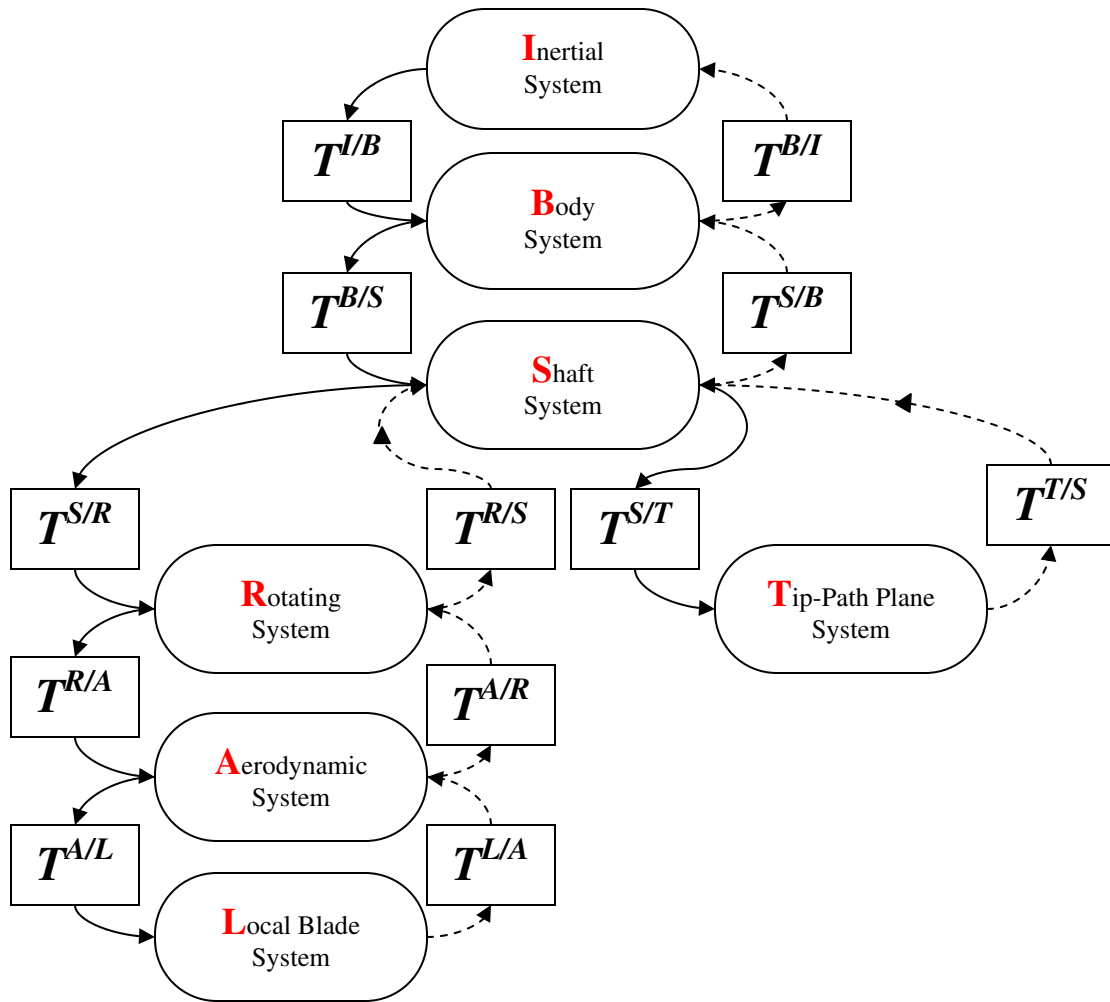 Inertial
System
T^{I/B}
T^{B/I}
Body
System
T^{B/S}
T^{S/B}
Shaft
System
T^{S/R}
T^{R/S}
T^{S/T}
T^{T/S}
Rotating
System
Tip-Path Plane
System
T^{R/A}
T^{A/R}
Aerodynamic
System
T^{A/L}
T^{L/A}
Local Blade
System